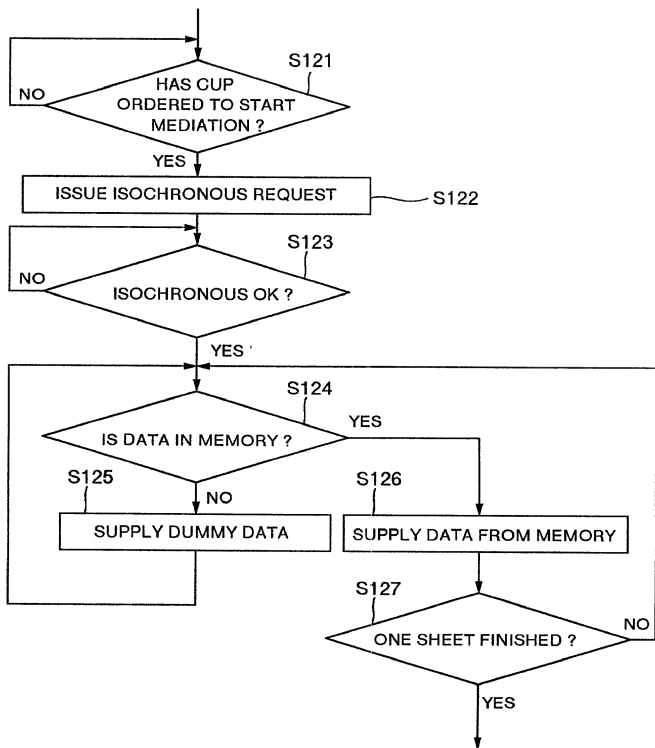 S121
HAS CUP
ORDERED TO START
MEDIATION ?
NO
YES
ISSUE ISOCHRONOUS REQUEST
S122
S123
NO
ISOCHRONOUS OK ?
YES
S124
IS DATA IN MEMORY ?
YES
S125
NO
SUPPLY DUMMY DATA
S126
SUPPLY DATA FROM MEMORY
S127
ONE SHEET FINISHED ?
NO
YES